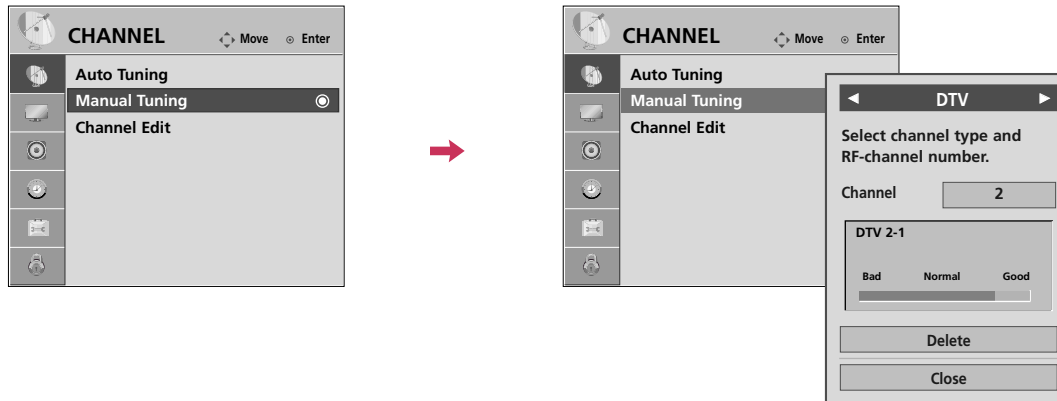 CHANNEL Move Enter
Auto Tuning
Manual Tuning
Channel Edit
CHANNEL Move Enter
Auto Tuning
Manual Tuning
Channel Edit
◄ DTV ►
Select channel type and
RF-channel number.
Channel 2
DTV 2-1
Bad Normal Good
Delete
Close